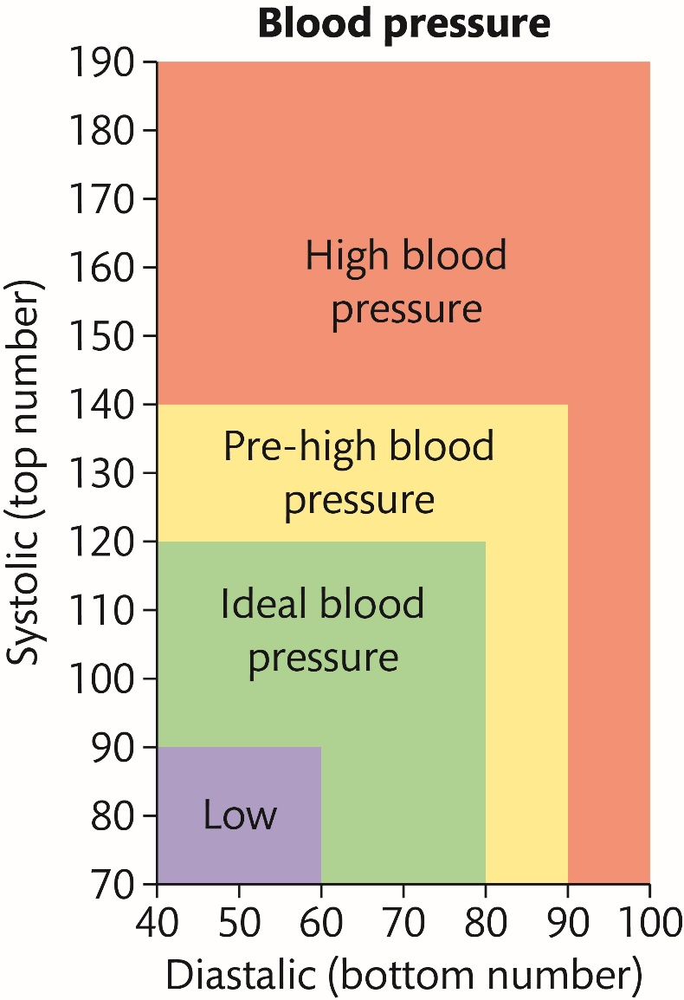 Blood pressure
190
180
170
160
150
140
130
120
110
100
90
80
70
Systolic (top number)
High blood
pressure
Pre-high blood
pressure
Ideal blood
pressure
Low
40 50 60 70 80 90 100
Diastalic (bottom number)